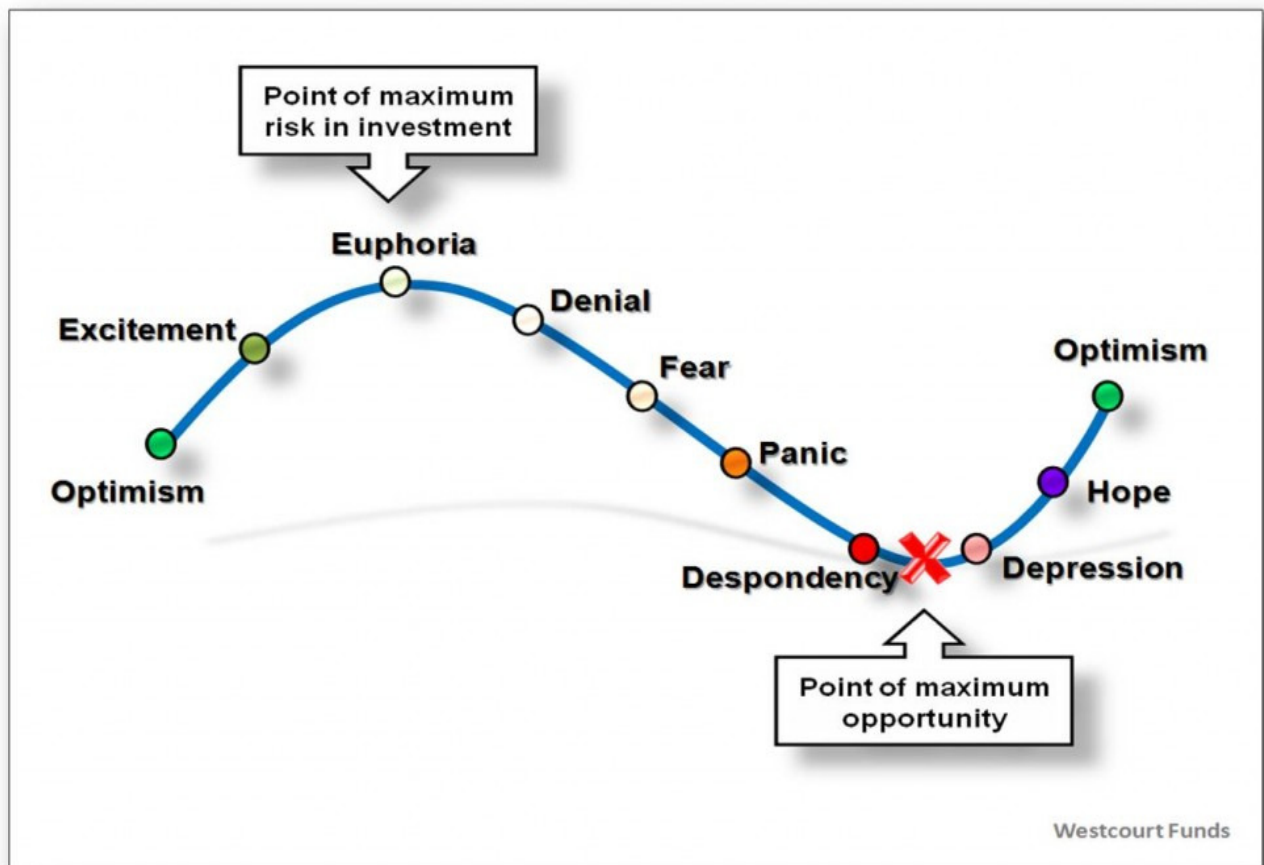 Point of maximum
risk in investment
Euphoria
Denial
Excitement
Fear
Optimism
Panic
Optimism
Hope
Despondency
Depression
Point of maximum
opportunity
Westcourt Funds